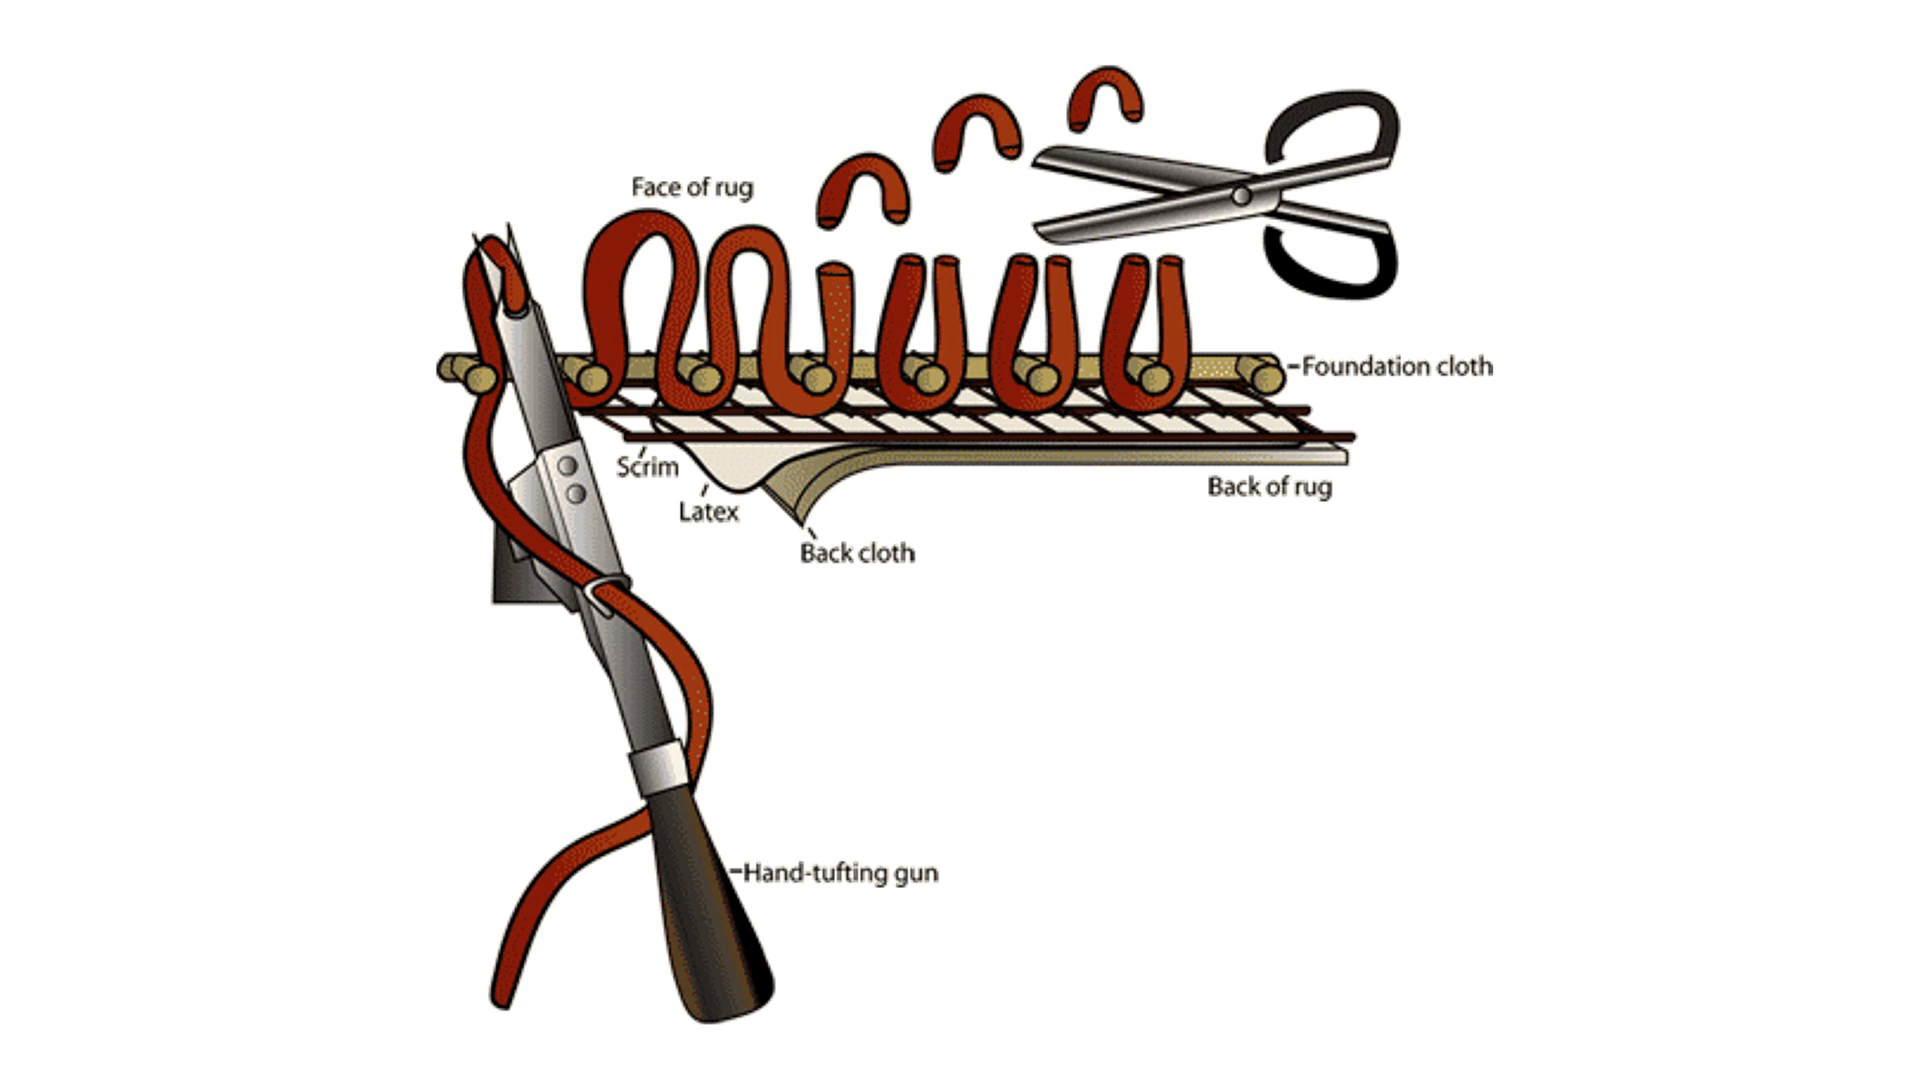 Face of rug
Foundation cloth
Scrim
Back of rug
Latex
Back cloth
Hand-tufting gun